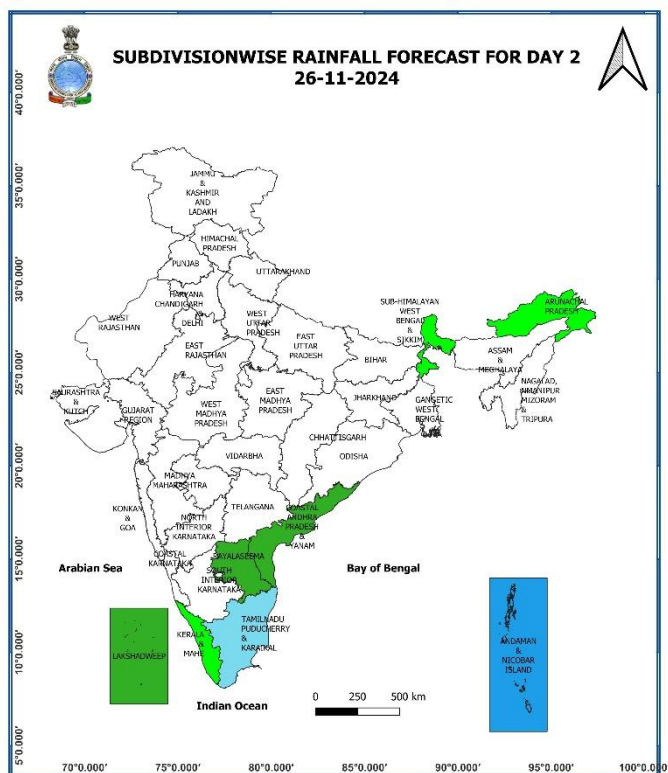 SUBDIVISIONWISE RAINFALL FORECAST FOR DAY 2
26-11-2024
40°0.000'
35°0.000'
30°0.000'
25°0.000'
20°0.000'
15°0.000'
10°0.000'
5°0.000'
JAMMU
&
KASHMIR
AND
LADAKH
HIMACHAL
PRADESH
PUNJAB
UTTARAKHAND
HARYANA
CHANDIGARH
&
DELHI
WEST
RAJASTHAN
WEST
UTTAR
PRADESH
EAST
RAJASTHAN
EAST
UTTAR
PRADESH
SUB-HIMALAYAN
WEST
BENGAL
&
SIKKIM
ARUNACHAL
PRADESH
BIHAR
ASSAM
&
MEGHALAYA
SAURASHTRA
&
KUTCH
GUJARAT
REGION
WEST
MADHYA
PRADESH
EAST
MADHYA
PRADESH
JHARKHAND
GANGETIC
WEST
BENGAL
MIZORAM
&
TRIPURA
CHHATTISGARH
VIDARBHA
ODISHA
MADHYA
MAHARASHTRA
KONKAN
&
GOA
TELANGANA
COASTAL
ANDHRA
PRADESH
&
YANAM
NORTH
INTERIOR
KARNATAKA
COASTAL
KARNATAKA
RAYALASEEMA
SOUTH
INTERIOR
KARNATAKA
Arabian Sea
Bay of Bengal
KERALA
&
MAHE
TAMILNADU
PUDUCHERRY
&
KARAIKAL
LAKSHADWEEP
ANDAMAN
&
NICOBAR
ISLAND
Indian Ocean
0 250 500 km
70°0.000' 75°0.000' 80°0.000' 85°0.000' 90°0.000' 95°0.000'